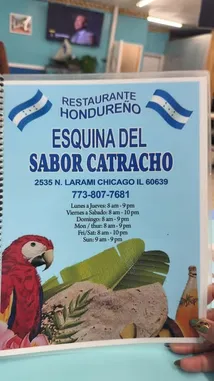 RESTAURANTE
HONDUREÑO
ESQUINA DEL
SABOR CATRACHO
2535 N. LARAMI CHICAGO IL 60639
773-807-7681
Lunes a Jueves: 8 am - 9 pm
Viernes a Sabado: 8 am - 10 pm
Domingo: 8 am - 9 pm
Mon / thur: 8 am - 9 pm
Fri/Sat: 8 am - 10 pm
Sun: 9 am - 9 pm